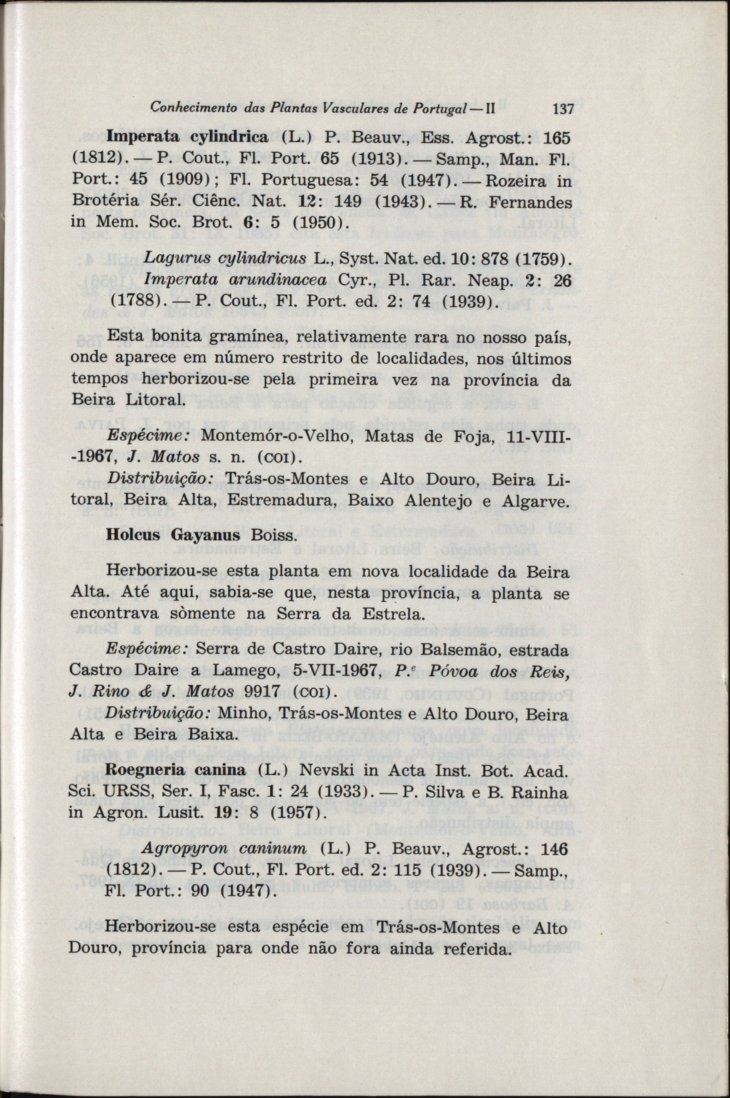 Conhecimento das Plantas Vasculares de Portugal — II 137
Imperata cylindrica (L.) P. Beauv., Ess. Agrost.: 165
(1812). — P. Cout., Fl. Port. 65 (1913). — Samp., Man. Fl.
Port.: 45 (1909); Fl. Portuguesa: 54 (1947). — Rozeira in
Brotéria Sér. Ciênc. Nat. 12: 149 (1943). — R. Fernandes
in Mem. Soc. Brot. 6: 5 (1950).
Lagurus cylindricus L., Syst. Nat. ed. 10: 878 (1759).
Imperata arundinacea Cyr., Pl. Rar. Neap. 2: 26
(1788). — P. Cout., Fl. Port. ed. 2: 74 (1939).
Esta bonita gramínea, relativamente rara no nosso país,
onde aparece em número restrito de localidades, nos últimos
tempos herborizou-se pela primeira vez na província da
Beira Litoral.
Espécime: Montemór-o-Velho, Matas de Foja, 11-VIII-
-1967, J. Matos s. n. (COI).
Distribuição: Trás-os-Montes e Alto Douro, Beira Li-
toral, Beira Alta, Estremadura, Baixo Alentejo e Algarve.
Holcus Gayanus Boiss.
Herborizou-se esta planta em nova localidade da Beira
Alta. Até aqui, sabia-se que, nesta província, a planta se
encontrava sòmente na Serra da Estrela.
Espécime: Serra de Castro Daire, rio Balsemão, estrada
Castro Daire a Lamego, 5-VII-1967, P.e Póvoa dos Reis,
J. Rino & J. Matos 9917 (COI).
Distribuição: Minho, Trás-os-Montes e Alto Douro, Beira
Alta e Beira Baixa.
Roegneria canina (L.) Nevski in Acta Inst. Bot. Acad.
Sci. URSS, Ser. I, Fasc. 1: 24 (1933). — P. Silva e B. Rainha
in Agron. Lusit. 19: 8 (1957).
Agropyron caninum (L.) P. Beauv., Agrost.: 146
(1812). — P. Cout., Fl. Port. ed. 2: 115 (1939). — Samp.,
Fl. Port.: 90 (1947).
Herborizou-se esta espécie em Trás-os-Montes e Alto
Douro, província para onde não fora ainda referida.